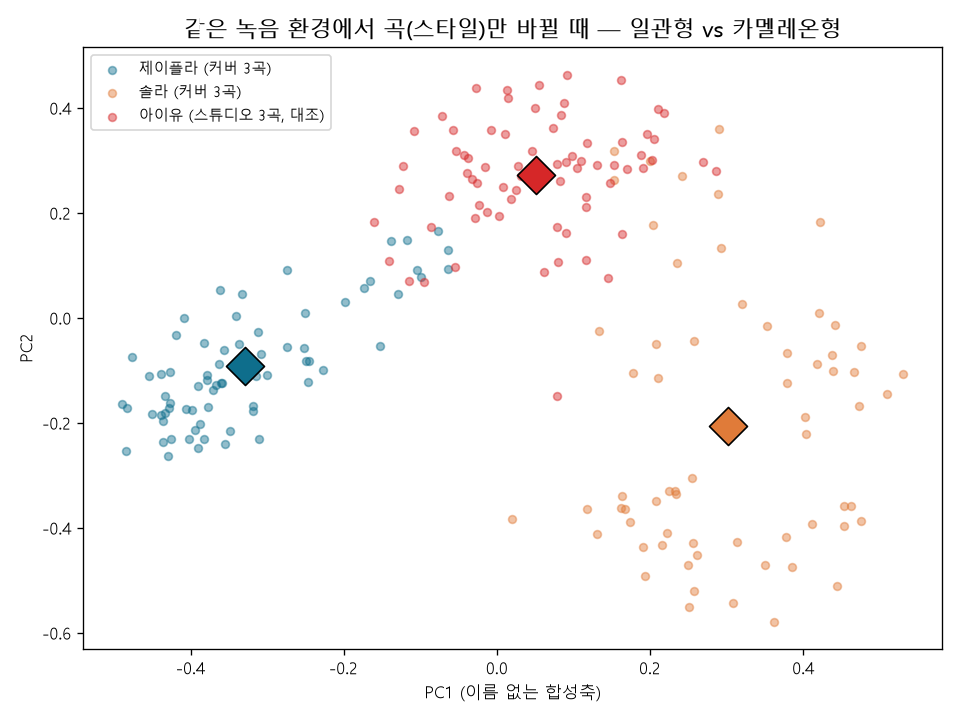 같은 녹음 환경에서 곡(스타일)만 바뀔 때 — 일관형 vs 카멜레온형
제이플라 (커버 3곡)
솔라 (커버 3곡)
아이유 (스튜디오 3곡, 대조)
0.4
0.2
0.0
-0.2
-0.4
-0.6
PC2
-0.4
-0.2
0.0
0.2
0.4
PC1 (이름 없는 합성축)